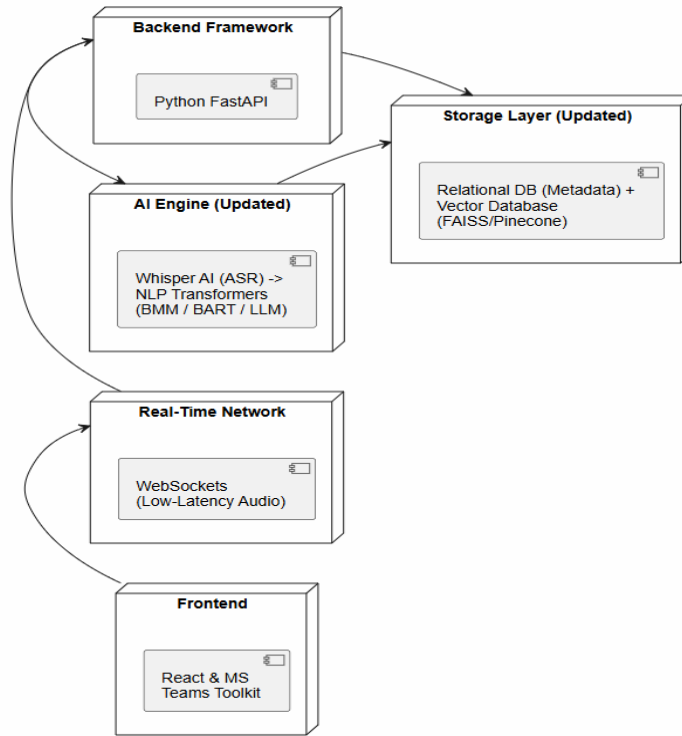 Backend Framework
Python FastAPI
Storage Layer (Updated)
Relational DB (Metadata) +
Vector Database
(FAISS/Pinecone)
AI Engine (Updated)
Whisper AI (ASR) ->
NLP Transformers
(BMM / BART / LLM)
Real-Time Network
WebSockets
(Low-Latency Audio)
Frontend
React & MS
Teams Toolkit